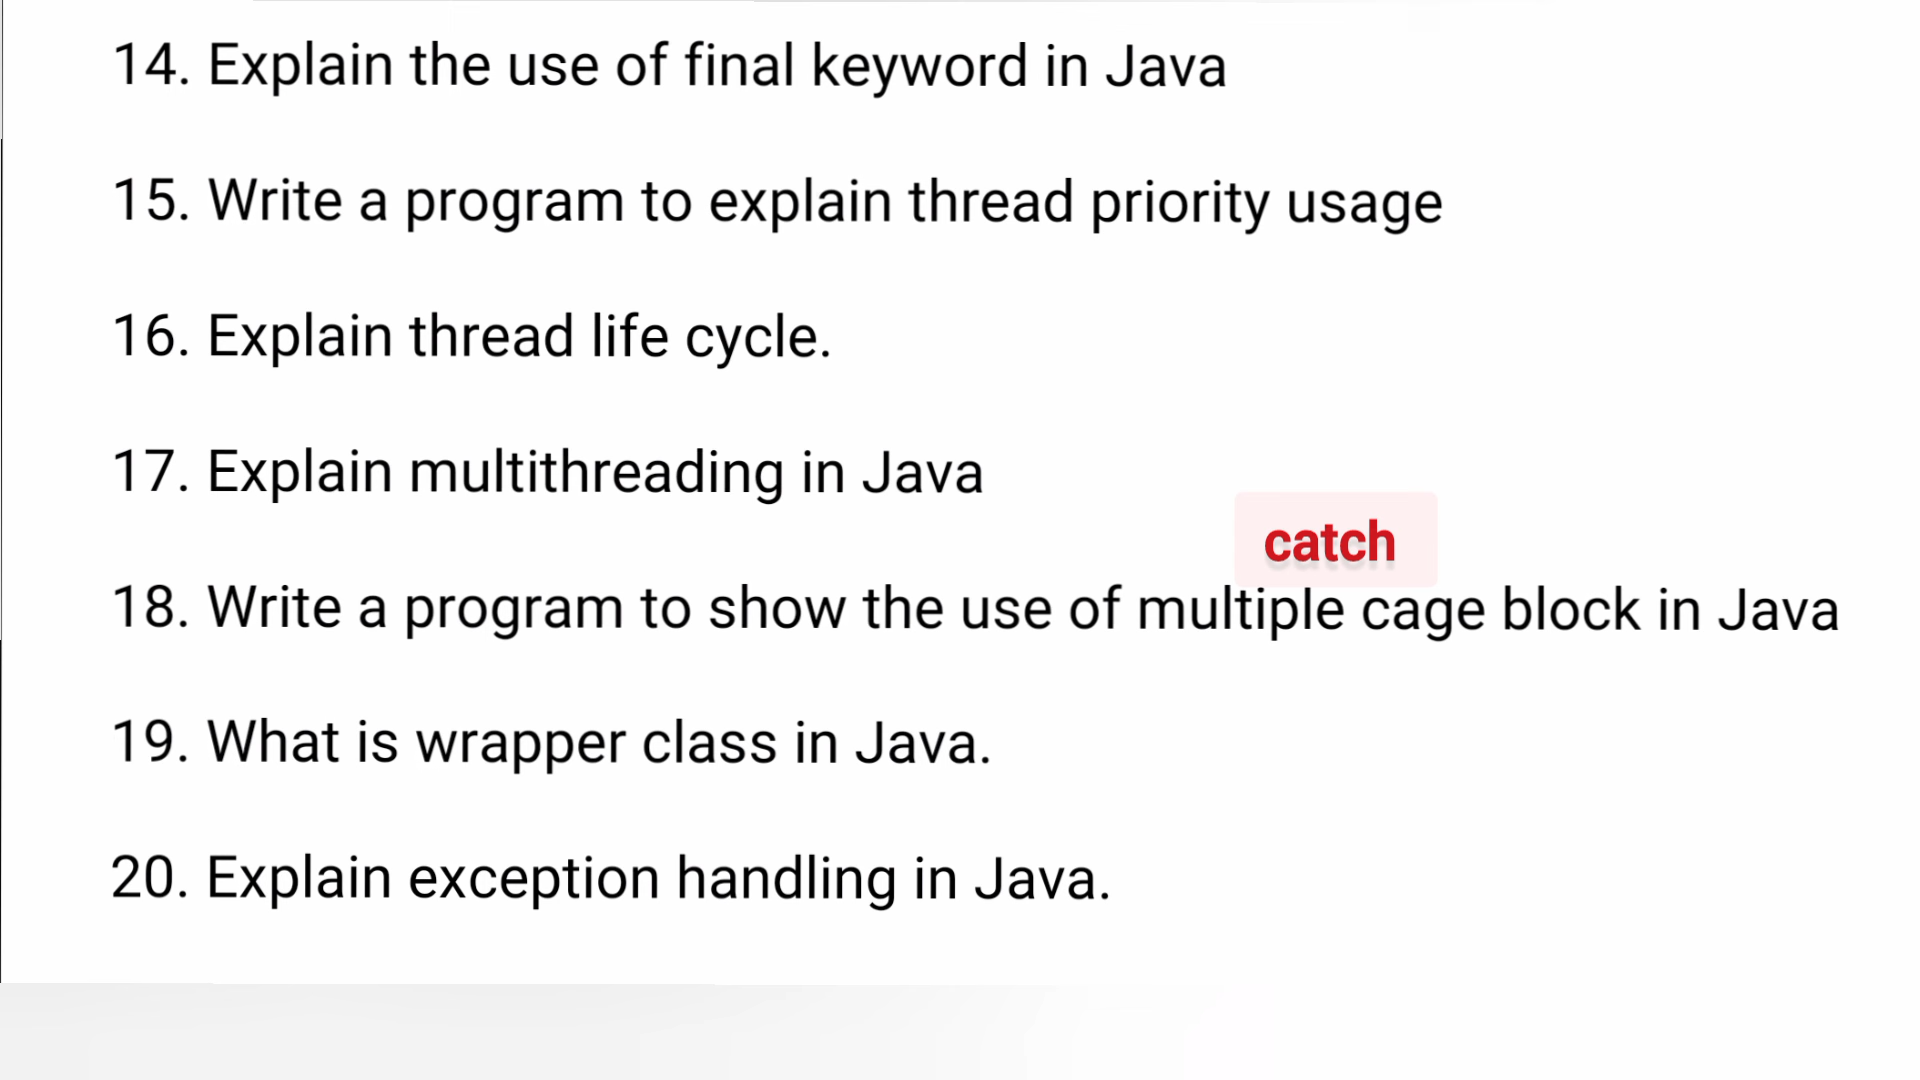 14. Explain the use of final keyword in Java
15. Write a program to explain thread priority usage
16. Explain thread life cycle.
17. Explain multithreading in Java
catch
18. Write a program to show the use of multiple cage block in Java
19. What is wrapper class in Java.
20. Explain exception handling in Java.